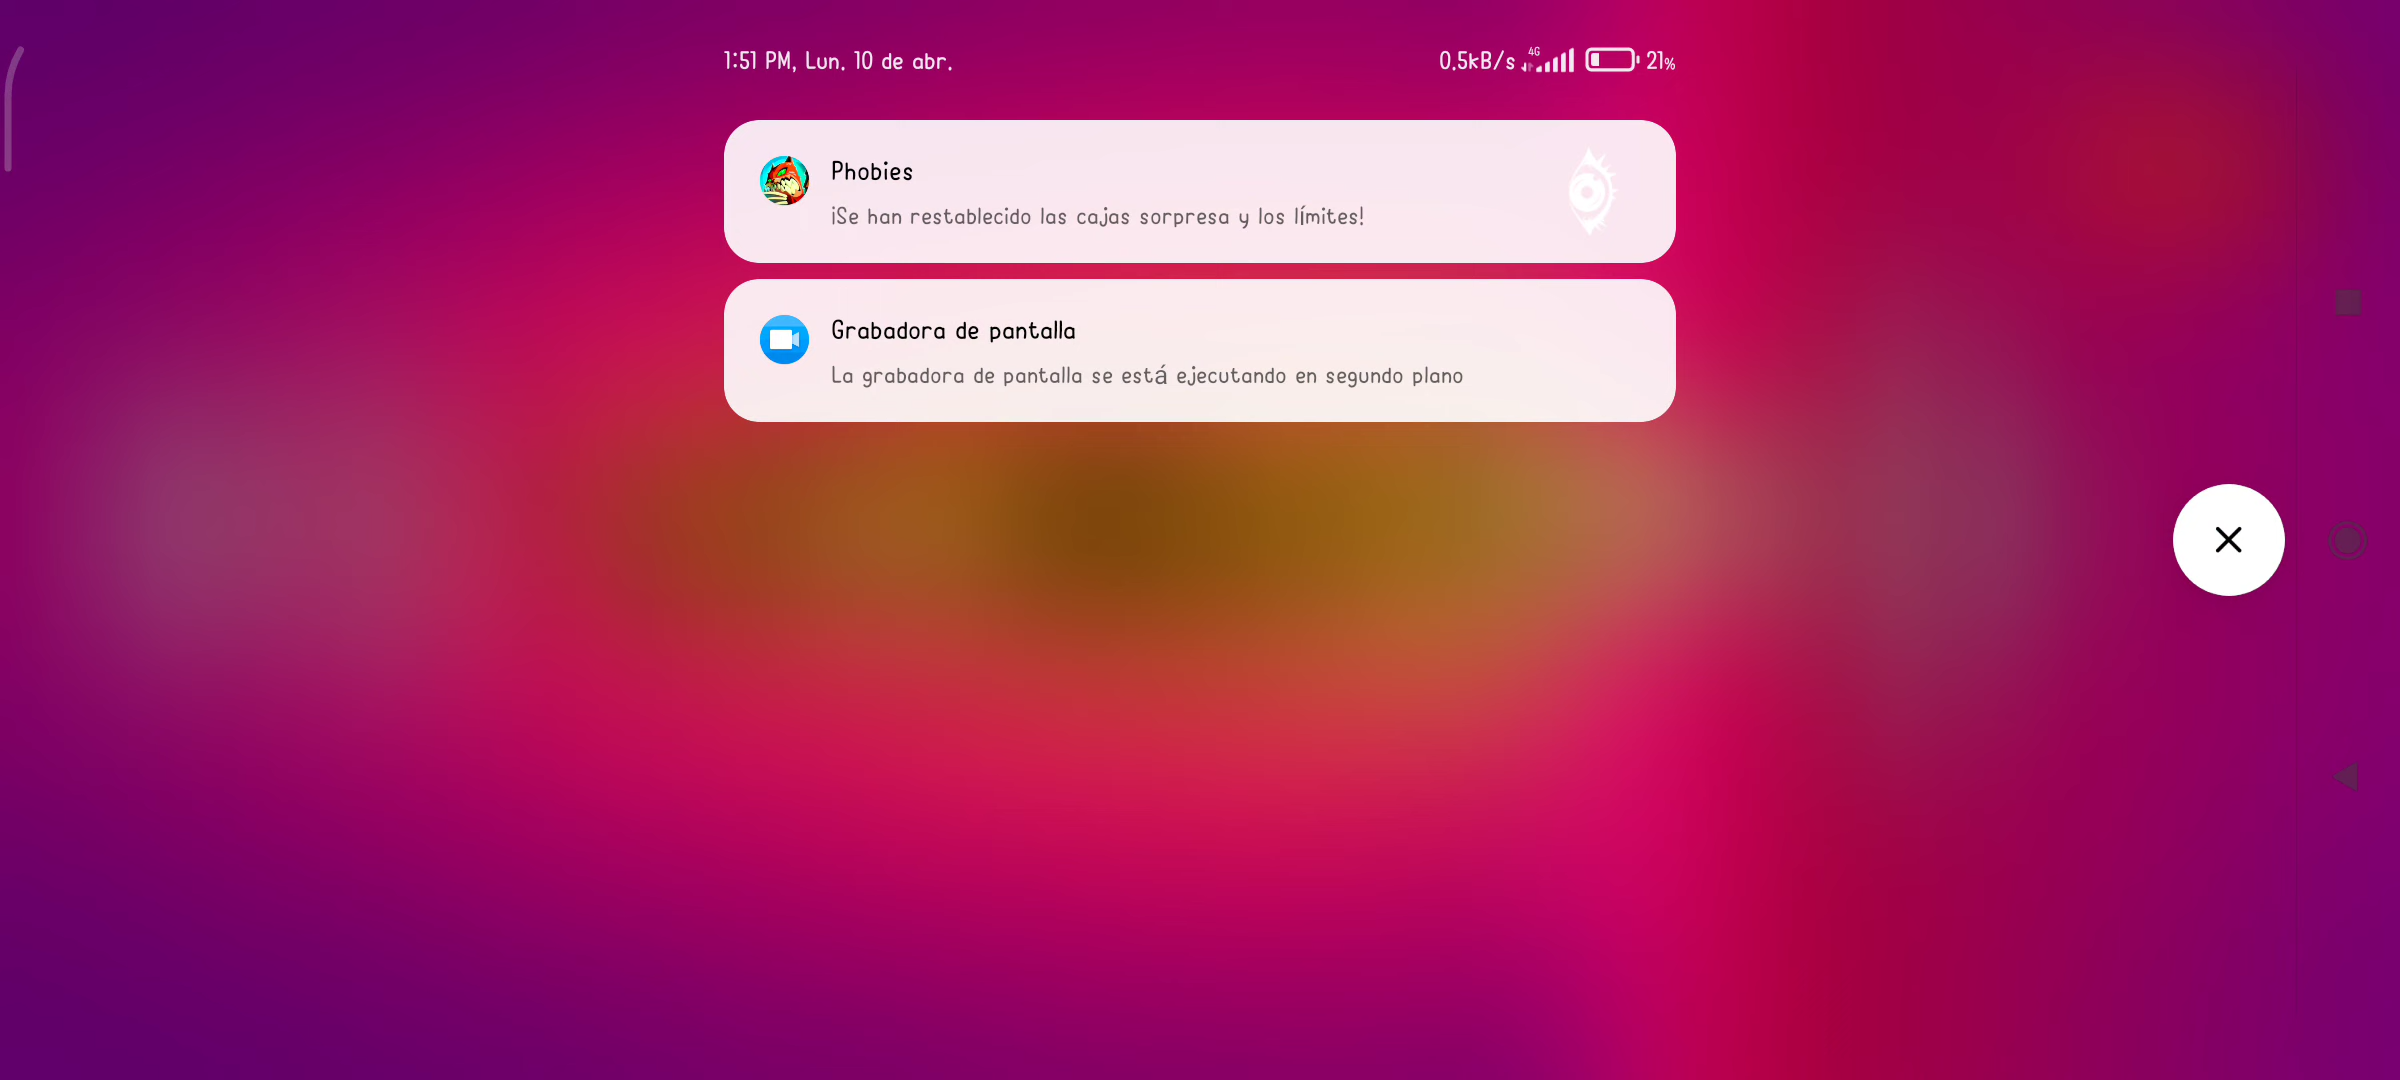 1:51 PM, Lun. 10 de abr.
0.5kB/s 4G 21%
Phobies
¡Se han restablecido las cajas sorpresa y los límites!
Grabadora de pantalla
La grabadora de pantalla se está ejecutando en segundo plano